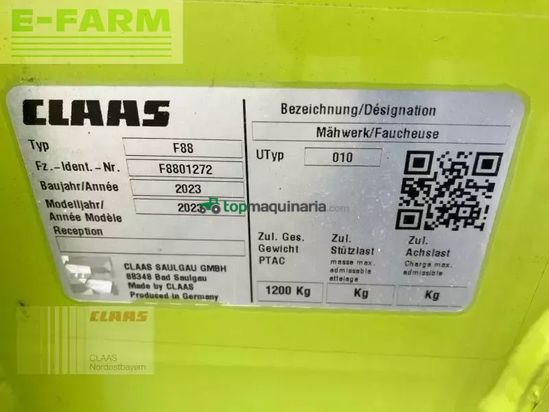 E-FARM
CLAAS
Typ F88
Fz.-Ident.-Nr. F8801272
Baujahr/Année 2023
Modelljahr/ Année Modèle 2023
Reception
CLAAS SAULGAU GMBH
88348 Bad Saulgau
Made by CLAAS
Produced in Germany
Bezeichnung/Désignation
Mähwerk/Faucheuse
UTyp 010
Zul. Ges. Gewicht PTAC
1200 Kg
Zul. Stützlast
masse max. admissable attelage
Kg
Zul. Achslast
Charge max. admissible
Kg
topmaquinaria.com
CLAAS
CLAAS
Nordostbayern